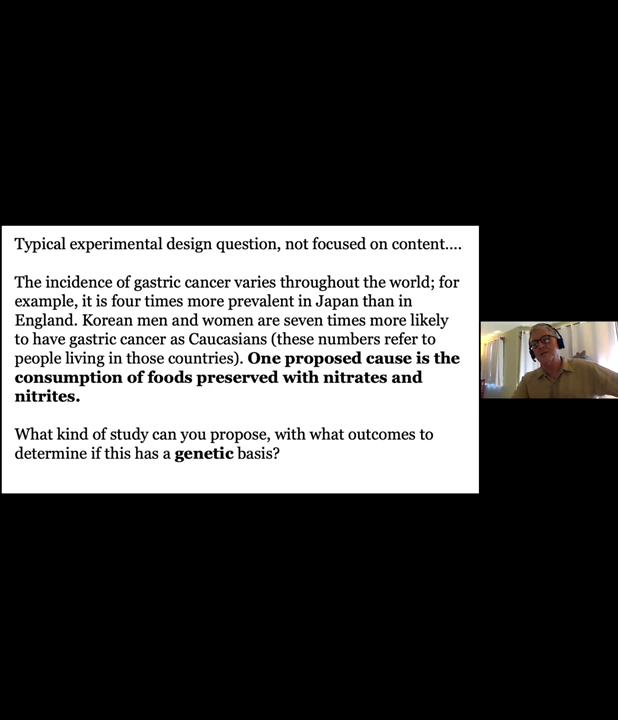 Typical experimental design question, not focused on content....
The incidence of gastric cancer varies throughout the world; for
example, it is four times more prevalent in Japan than in
England. Korean men and women are seven times more likely
to have gastric cancer as Caucasians (these numbers refer to
people living in those countries). One proposed cause is the
consumption of foods preserved with nitrates and
nitrites.
What kind of study can you propose, with what outcomes to
determine if this has a genetic basis?